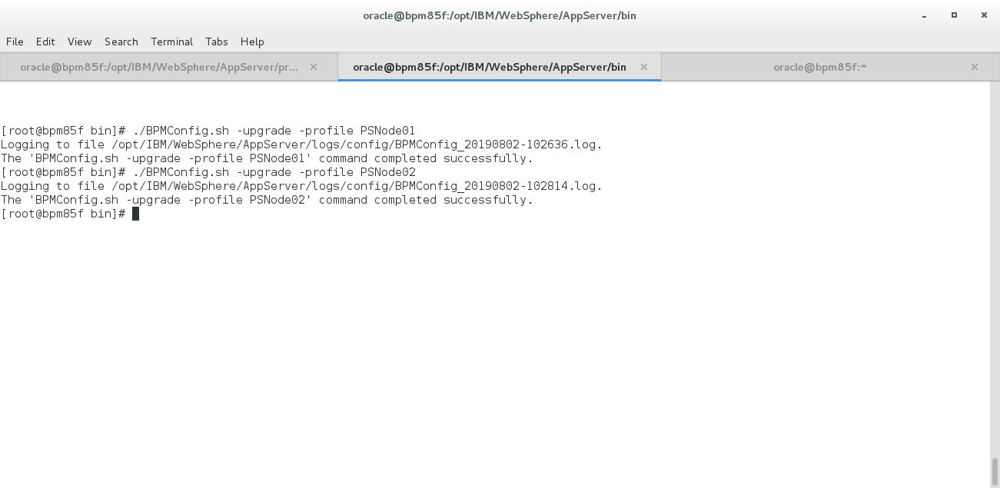 oracle@bpm85f:/opt/IBM/WebSphere/AppServer/bin
File Edit View Search Terminal Tabs Help
oracle@bpm85f:/opt/IBM/WebSphere/AppServer/pr... × oracle@bpm85f:/opt/IBM/WebSphere/AppServer/bin × oracle@bpm85f:~ ×
[root@bpm85f bin]# ./BPMConfig.sh -upgrade -profile PSNode01
Logging to file /opt/IBM/WebSphere/AppServer/logs/config/BPMConfig_20190802-102636.log.
The 'BPMConfig.sh -upgrade -profile PSNode01' command completed successfully.
[root@bpm85f bin]# ./BPMConfig.sh -upgrade -profile PSNode02
Logging to file /opt/IBM/WebSphere/AppServer/logs/config/BPMConfig_20190802-102814.log.
The 'BPMConfig.sh -upgrade -profile PSNode02' command completed successfully.
[root@bpm85f bin]#